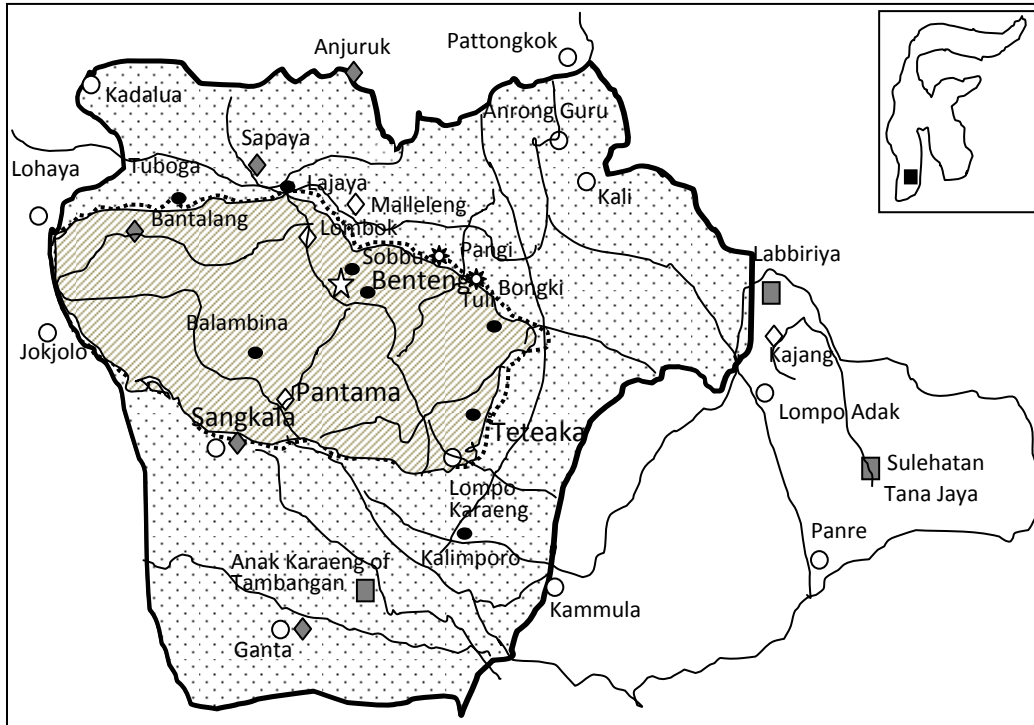 Anjuruk
Pattongkok
Kadalua
Anrong Guru
Sapaya
Lohaya
Tuboga
Lajaya
Kali
Malleleng
Bantalang
Lombok
Labbiriya
Sobbu
Pangi
Benteng
Tuli
Bongki
Balambina
Jokjolo
Kajang
Pantama
Lompo Adak
Sangkala
Teteaka
Sulehatan
Lompo
Karaeng
Tana Jaya
Panre
Kalimporo
Anak Karaeng of
Tambangan
Kammula
Ganta